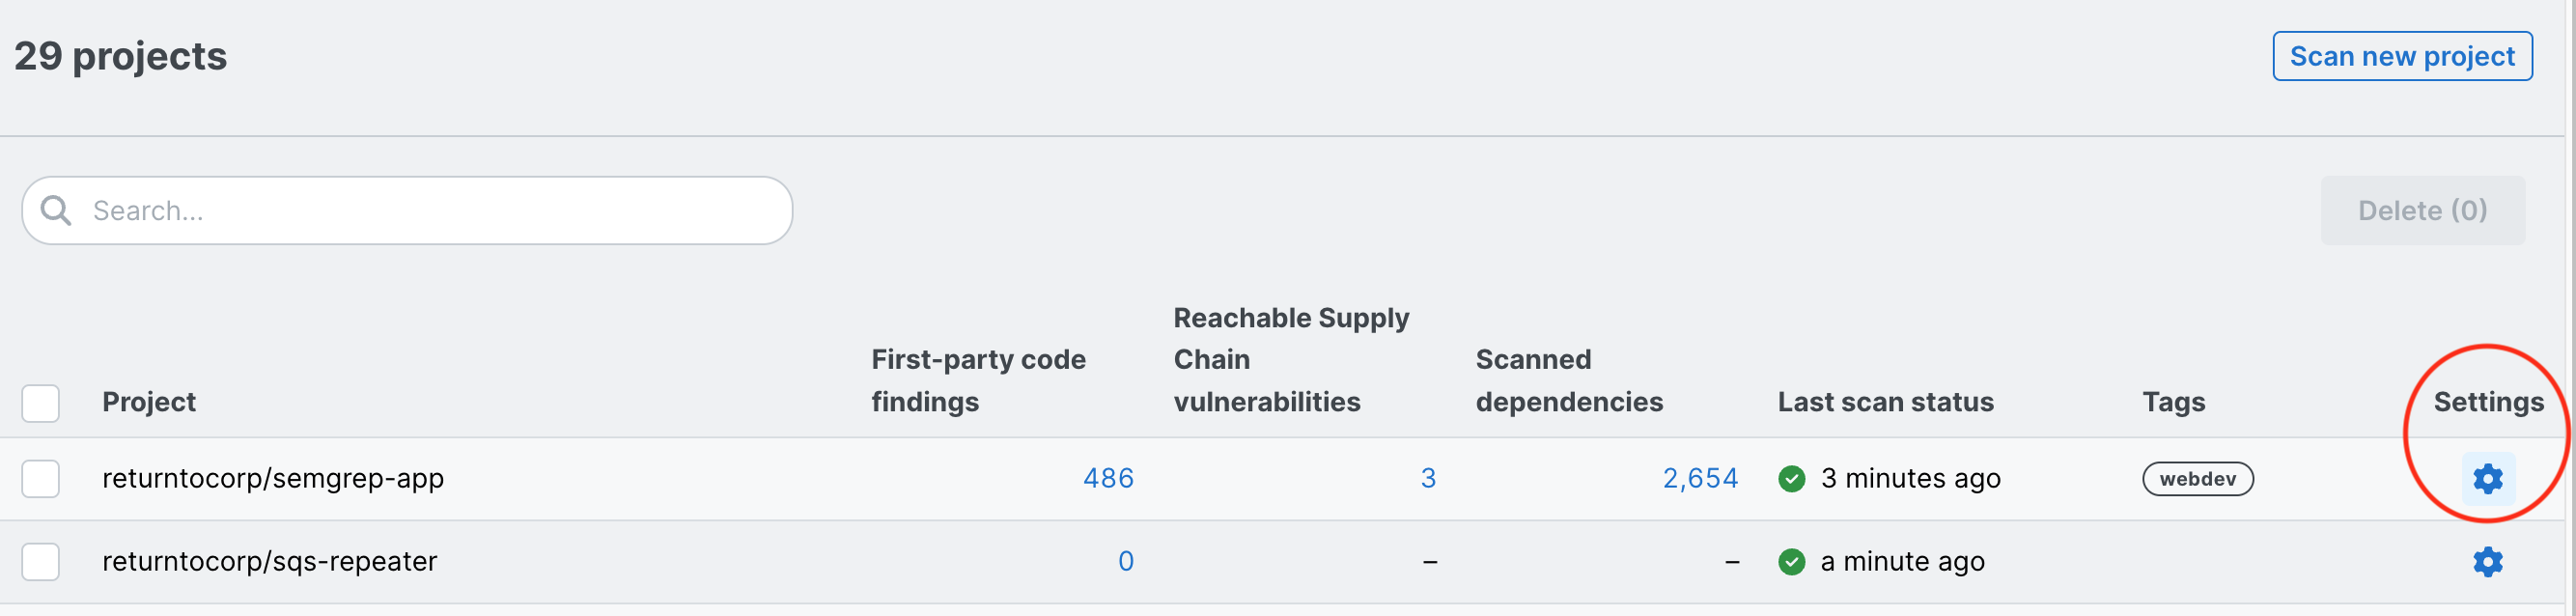 29 projects
Scan new project
Search...
Delete (0)
Project
First-party code
findings
Reachable Supply
Chain
vulnerabilities
Scanned
dependencies
Last scan status
Tags
Settings
returntocorp/semgrep-app 486 3 2,654 3 minutes ago webdev
returntocorp/sqs-repeater 0 – – a minute ago